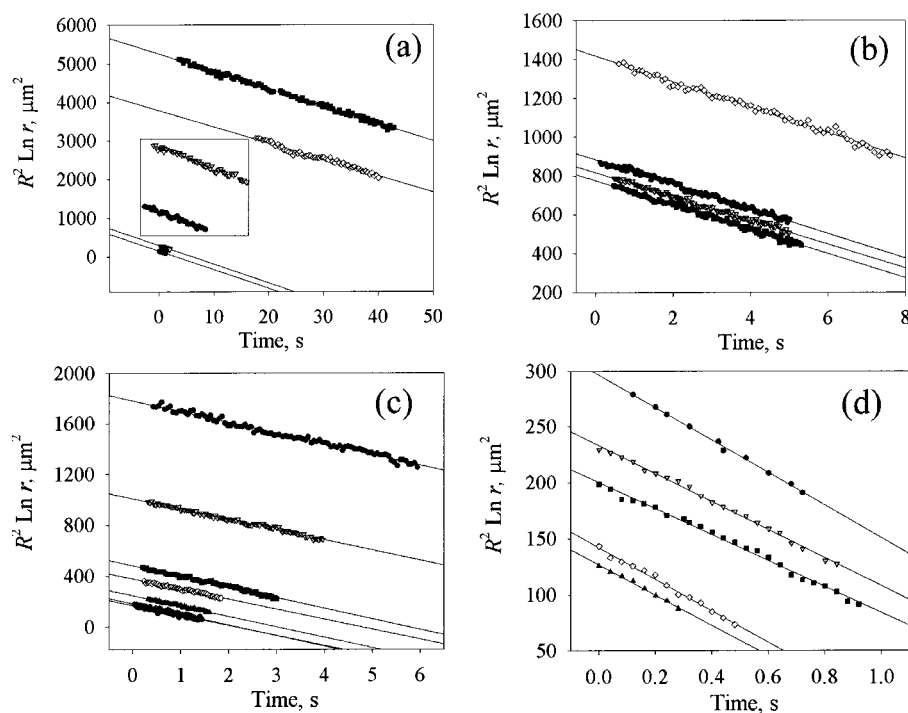 (a)
R² Ln r, μm²
6000
5000
4000
3000
2000
1000
0
0 10 20 30 40 50
Time, s
(b)
R² Ln r, μm²
1600
1400
1200
1000
800
600
400
200
0 2 4 6 8
Time, s
(c)
R² Ln r, μm²
2000
1600
1200
800
400
0
0 1 2 3 4 5 6
Time, s
(d)
R² Ln r, μm²
300
250
200
150
100
50
0.0 0.2 0.4 0.6 0.8 1.0
Time, s